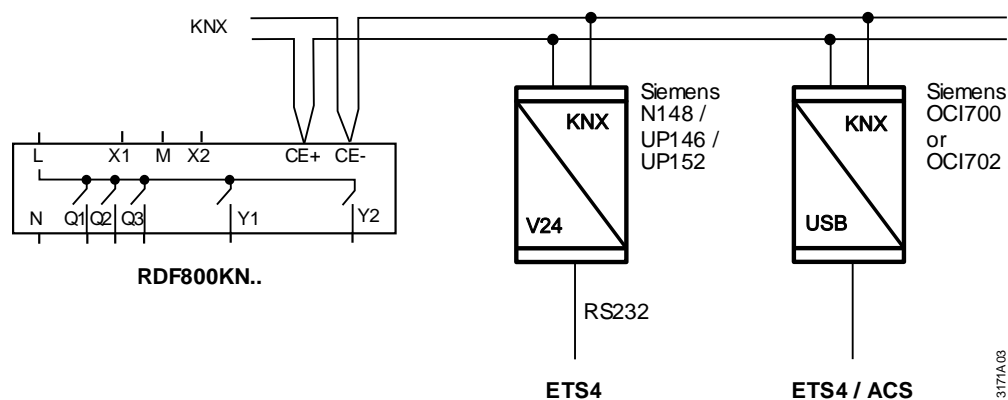 KNX
L X1 M X2 CE+ CE-
N Q1 Q2 Q3 Y1 Y2
RDF800KN..
KNX
V24
Siemens
N148 /
UP146 /
UP152
RS232
ETS4
KNX
USB
Siemens
OCI700
or
OCI702
ETS4 / ACS
3171A03